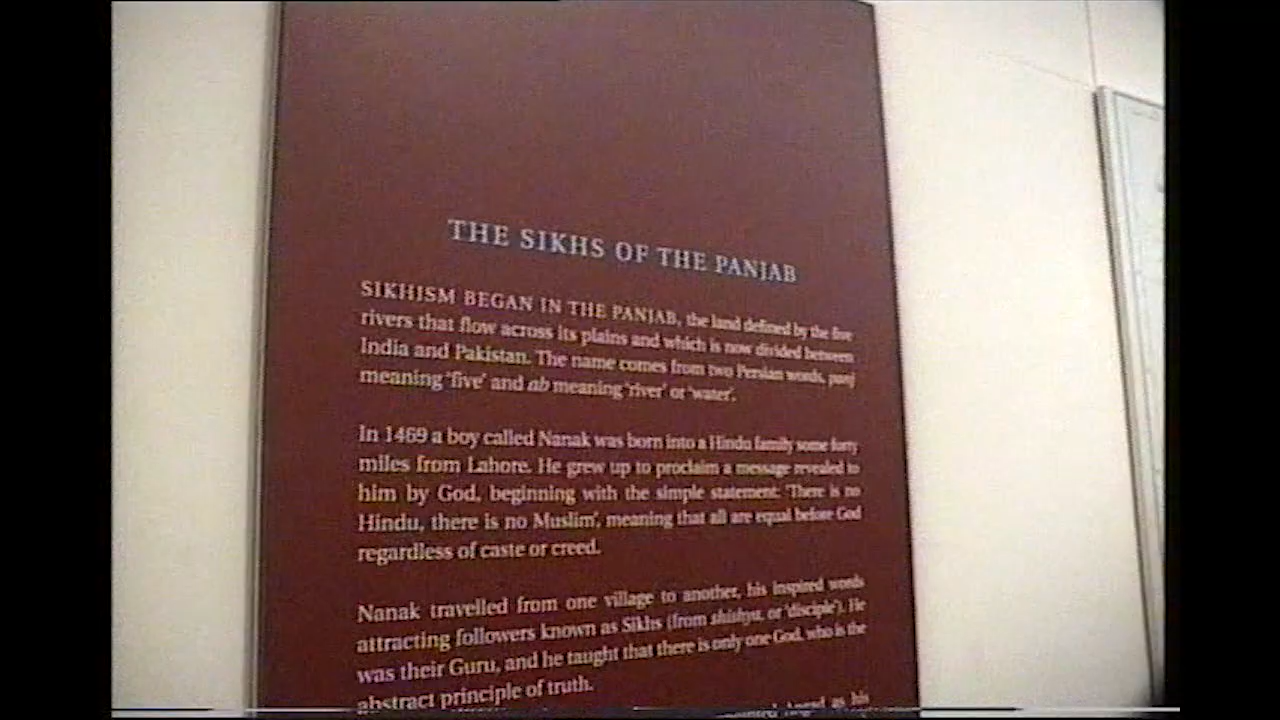 THE SIKHS OF THE PANJAB
SIKHISM BEGAN IN THE PANJAB, the land defined by the five
rivers that flow across its plains and which is now divided between
India and Pakistan. The name comes from two Persian words, panj
meaning 'five' and ab meaning 'river' or 'water'.
In 1469 a boy called Nanak was born into a Hindu family some forty
miles from Lahore. He grew up to proclaim a message revealed to
him by God, beginning with the simple statement: 'There is no
Hindu, there is no Muslim', meaning that all are equal before God
regardless of caste or creed.
Nanak travelled from one village to another, his inspired words
attracting followers known as Sikhs (from shishya, or 'disciple'). He
was their Guru, and he taught that there is only one God, who is the
abstract principle of truth.
Angad as his